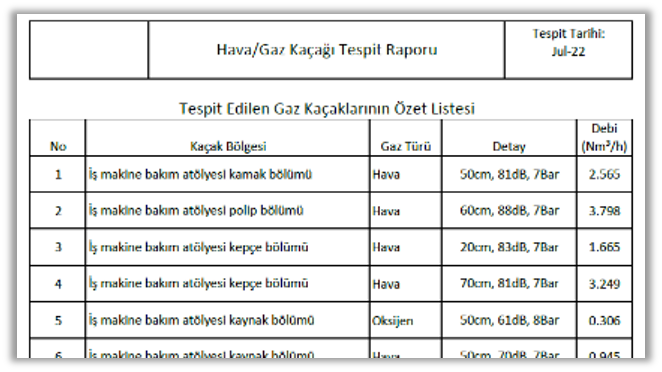 Hava/Gaz Kaçağı Tespit Raporu
Tespit Tarihi:
Jul-22
Tespit Edilen Gaz Kaçaklarının Özet Listesi
No Kaçak Bölgesi Gaz Türü Detay Debi (Nm³/h)
1 İş makine bakım atölyesi kamak bölümü Hava 50cm, 81dB, 7Bar 2.565
2 İş makine bakım atölyesi polip bölümü Hava 60cm, 88dB, 7Bar 3.798
3 İş makine bakım atölyesi kepçe bölümü Hava 20cm, 83dB, 7Bar 1.665
4 İş makine bakım atölyesi kepçe bölümü Hava 70cm, 81dB, 7Bar 3.249
5 İş makine bakım atölyesi kaynak bölümü Oksijen 50cm, 61dB, 8Bar 0.306
6 İş makine bakım atölyesi kaynak bölümü Hava 50cm, 70dB, 7Bar 0.945